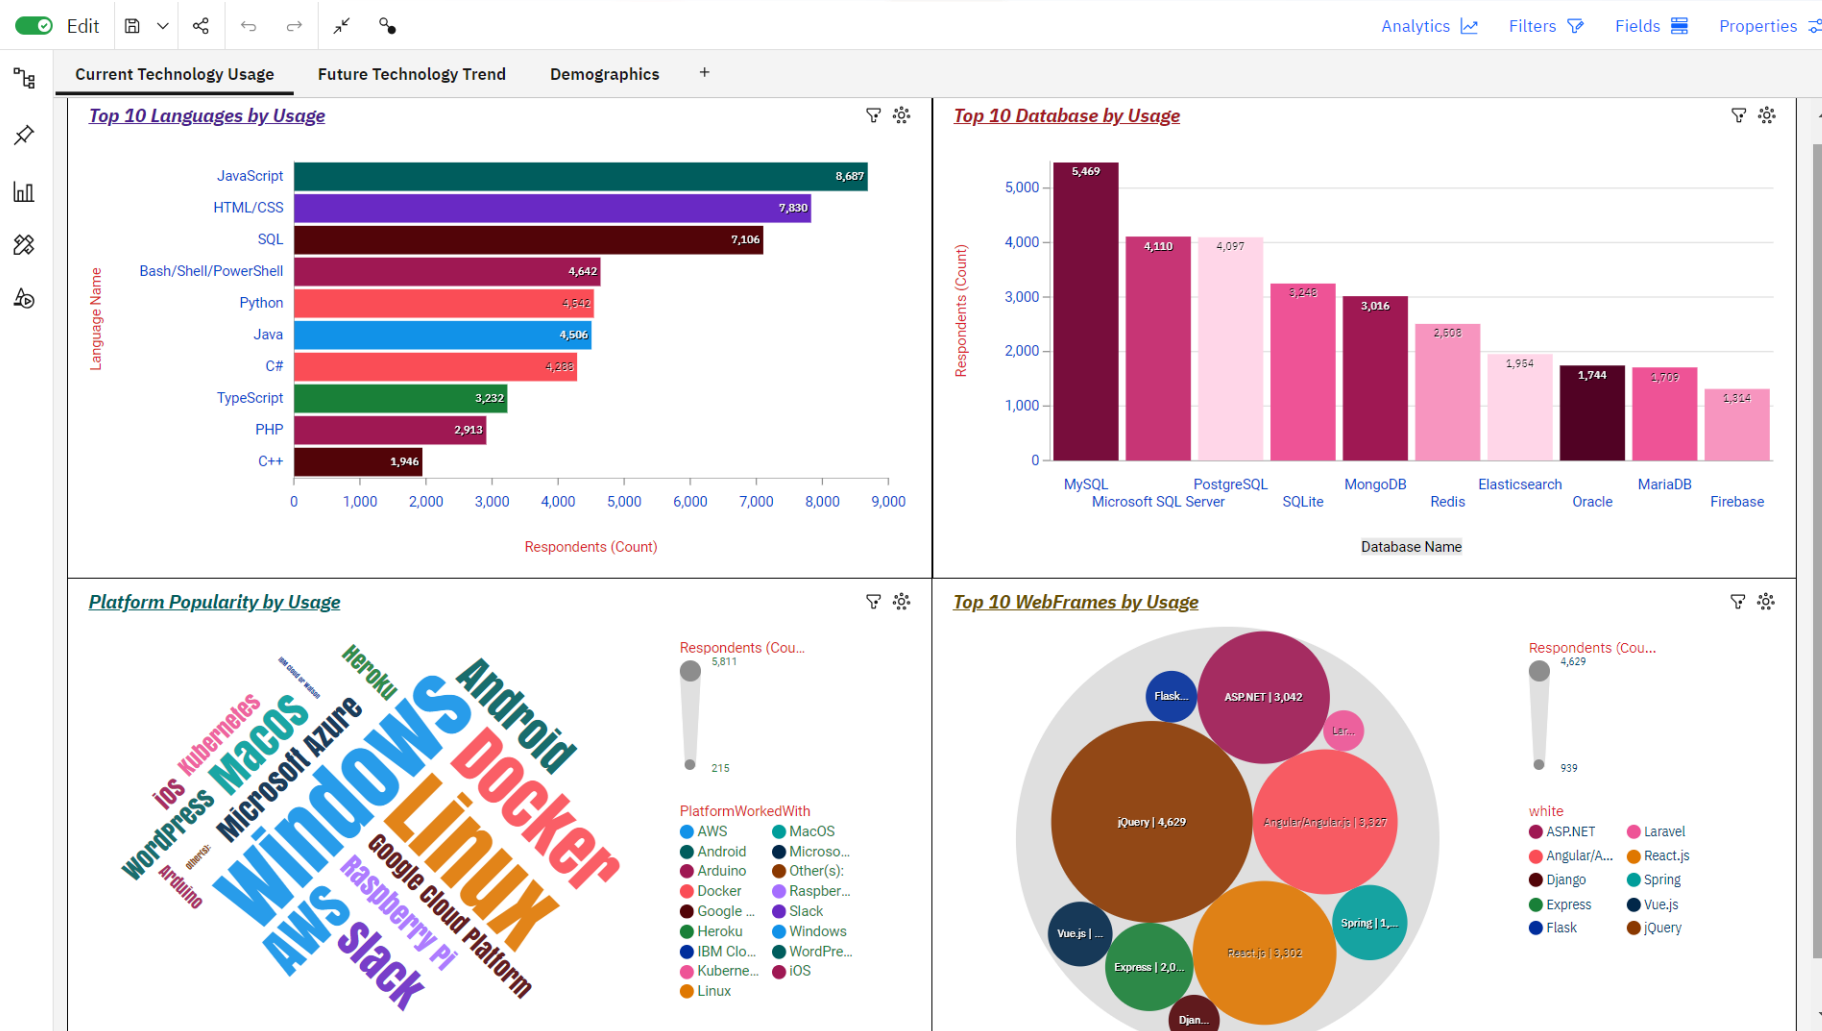 Edit
Analytics
Filters
Fields
Properties
Current Technology Usage
Future Technology Trend
Demographics
+
Top 10 Languages by Usage
Language Name
JavaScript 8,687
HTML/CSS 7,830
SQL 7,106
Bash/Shell/PowerShell 4,642
Python 4,542
Java 4,506
C# 4,288
TypeScript 3,232
PHP 2,913
C++ 1,946
0 1,000 2,000 3,000 4,000 5,000 6,000 7,000 8,000 9,000
Respondents (Count)
Top 10 Database by Usage
Respondents (Count)
5,000
4,000
3,000
2,000
1,000
0
5,469
4,110
4,097
3,248
3,016
2,508
1,954
1,744
1,709
1,314
MySQL PostgreSQL MongoDB Elasticsearch MariaDB
Microsoft SQL Server SQLite Redis Oracle Firebase
Database Name
Platform Popularity by Usage
IBM Cloud or Watson
Heroku
Android
Kubernetes
MacOS
Microsoft Azure
Windows
Docker
iOS
WordPress
Linux
Other(s):
Arduino
Google Cloud Platform
Raspberry Pi
AWS
Slack
Respondents (Cou...
5,811
215
PlatformWorkedWith
AWS MacOS
Android Microso...
Arduino Other(s):
Docker Raspber...
Google ... Slack
Heroku Windows
IBM Clo... WordPre...
Kuberne... iOS
Linux
Top 10 WebFrames by Usage
Flask...
ASP.NET | 3,042
Lar...
jQuery | 4,629
Angular/Angular.js | 3,327
Vue.js | ...
Spring | 1,...
Express | 2,0...
React.js | 3,302
Djan...
Respondents (Cou...
4,629
939
white
ASP.NET Laravel
Angular/A... React.js
Django Spring
Express Vue.js
Flask jQuery